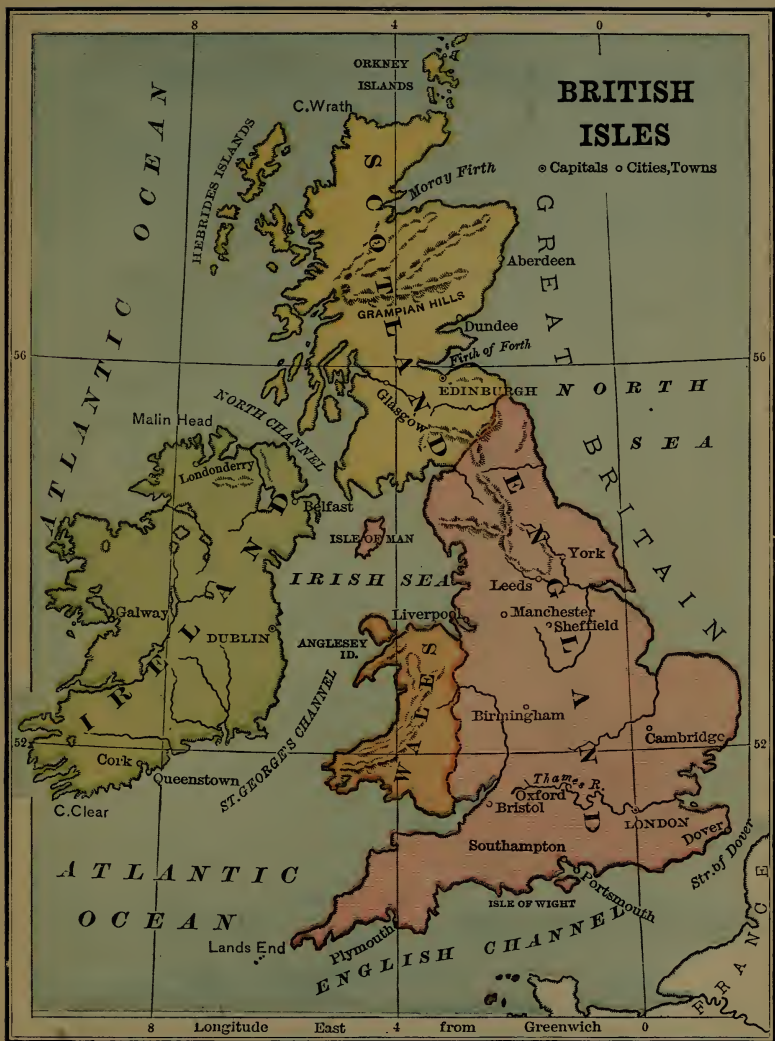 8 4 0
BRITISH
ISLES
⊙ Capitals ○ Cities,Towns
ORKNEY
ISLANDS
C.Wrath
HEBRIDES ISLANDS
ATLANTIC OCEAN
SCOTLAND
Moray Firth
GREAT BRITAIN
Aberdeen
GRAMPIAN HILLS
Dundee
Firth of Forth
56 56
EDINBURGH
NORTH
SEA
Glasgow
NORTH CHANNEL
Malin Head
Londonderry
Belfast
ISLE OF MAN
ENGLAND
IRELAND
IRISH SEA
York
Leeds
Galway
Liverpool
Manchester
Sheffield
DUBLIN
ANGLESEY
ID.
WALES
Birmingham
Cambridge
52 52
Cork
Queenstown
ST. GEORGE'S CHANNEL
Thames R.
Oxford
Bristol
LONDON
C.Clear
Dover
Str. of Dover
Southampton
Portsmouth
ISLE OF WIGHT
ATLANTIC
OCEAN
Lands End
Plymouth
ENGLISH CHANNEL
FRANCE
8 Longitude East 4 from Greenwich 0